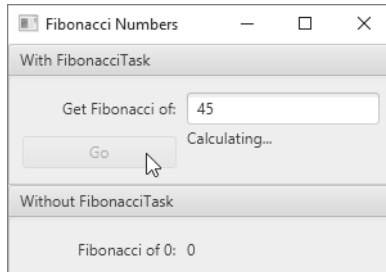 Fibonacci Numbers
With FibonacciTask
Get Fibonacci of: 45
Go Calculating...
Without FibonacciTask
Fibonacci of 0: 0